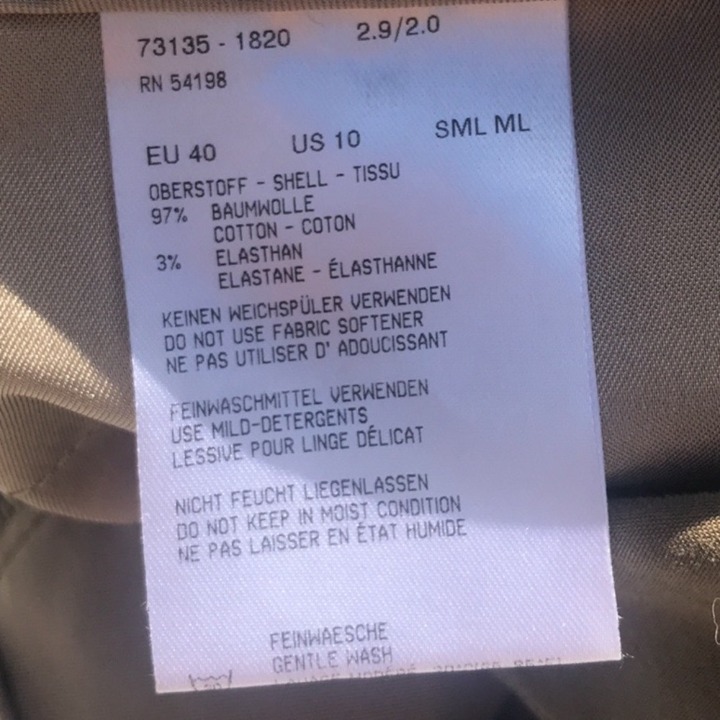 73135 - 1820 2.9/2.0
RN 54198
EU 40 US 10 SML ML
OBERSTOFF - SHELL - TISSU
97% BAUMWOLLE
COTTON - COTON
3% ELASTHAN
ELASTANE - ÉLASTHANNE
KEINEN WEICHSPÜLER VERWENDEN
DO NOT USE FABRIC SOFTENER
NE PAS UTILISER D' ADOUCISSANT
FEINWASCHMITTEL VERWENDEN
USE MILD-DETERGENTS
LESSIVE POUR LINGE DÉLICAT
NICHT FEUCHT LIEGENLASSEN
DO NOT KEEP IN MOIST CONDITION
NE PAS LAISSER EN ÉTAT HUMIDE
FEINWAESCHE
GENTLE WASH